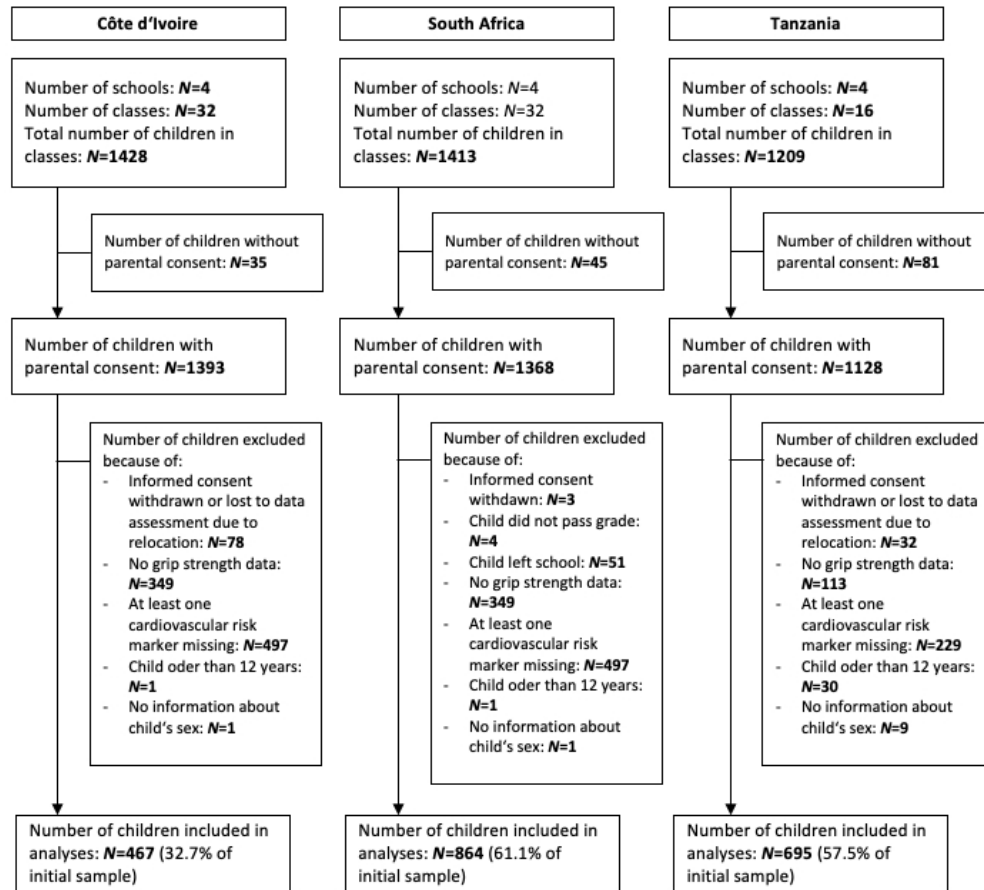 Côte d‘Ivoire
Number of schools: N=4
Number of classes: N=32
Total number of children in
classes: N=1428
Number of children without
parental consent: N=35
Number of children with
parental consent: N=1393
Number of children excluded
because of:
- Informed consent
withdrawn or lost to data
assessment due to
relocation: N=78
- No grip strength data:
N=349
- At least one
cardiovascular risk
marker missing: N=497
- Child oder than 12 years:
N=1
- No information about
child‘s sex: N=1
Number of children included in
analyses: N=467 (32.7% of
initial sample)
South Africa
Number of schools: N=4
Number of classes: N=32
Total number of children in
classes: N=1413
Number of children without
parental consent: N=45
Number of children with
parental consent: N=1368
Number of children excluded
because of:
- Informed consent
withdawn: N=3
- Child did not pass grade:
N=4
- Child left school: N=51
- No grip strength data:
N=349
- At least one
cardiovascular risk
marker missing: N=497
- Child oder than 12 years:
N=1
- No information about
child‘s sex: N=1
Number of children included in
analyses: N=864 (61.1% of
initial sample)
Tanzania
Number of schools: N=4
Number of classes: N=16
Total number of children in
classes: N=1209
Number of children without
parental consent: N=81
Number of children with
parental consent: N=1128
Number of children excluded
because of:
- Informed consent
withdrawn or lost to data
assessment due to
relocation: N=32
- No grip strength data:
N=113
- At least one
cardiovascular risk
marker missing: N=229
- Child oder than 12 years:
N=30
- No information about
child‘s sex: N=9
Number of children included in
analyses: N=695 (57.5% of
initial sample)